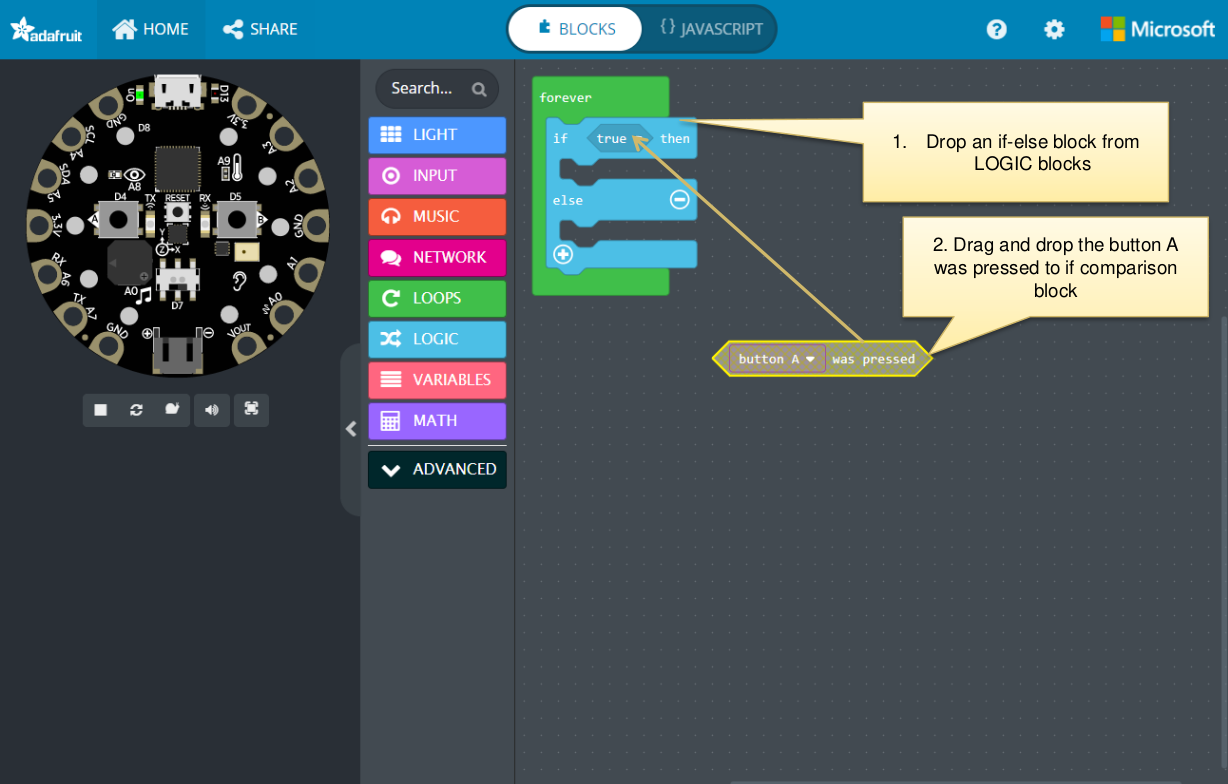 adafruit
HOME
SHARE
BLOCKS
{} JAVASCRIPT
?
Microsoft
On
D13
GND
3.3V
D8
SCL
A4
A3
SDA
A5
A2
A9
A8
D4
TX
RESET
RX
D5
A
B
3.3V
GND
Y
Z
X
RX
A6
A1
A0
D7
TX
A7
A0
GND
VOUT
Search...
LIGHT
INPUT
MUSIC
NETWORK
LOOPS
LOGIC
VARIABLES
MATH
ADVANCED
forever
if true then
else
1. Drop an if-else block from
LOGIC blocks
2. Drag and drop the button A
was pressed to if comparison
block
button A was pressed